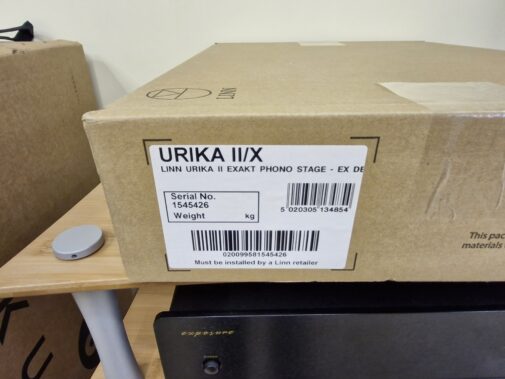 LINN
URIKA II/X
LINN URIKA II EXAKT PHONO STAGE - EX DE
Serial No.
1545426
Weight kg
5 020305 134854
020099581545426
Must be installed by a Linn retailer
This pac
materials
exposure